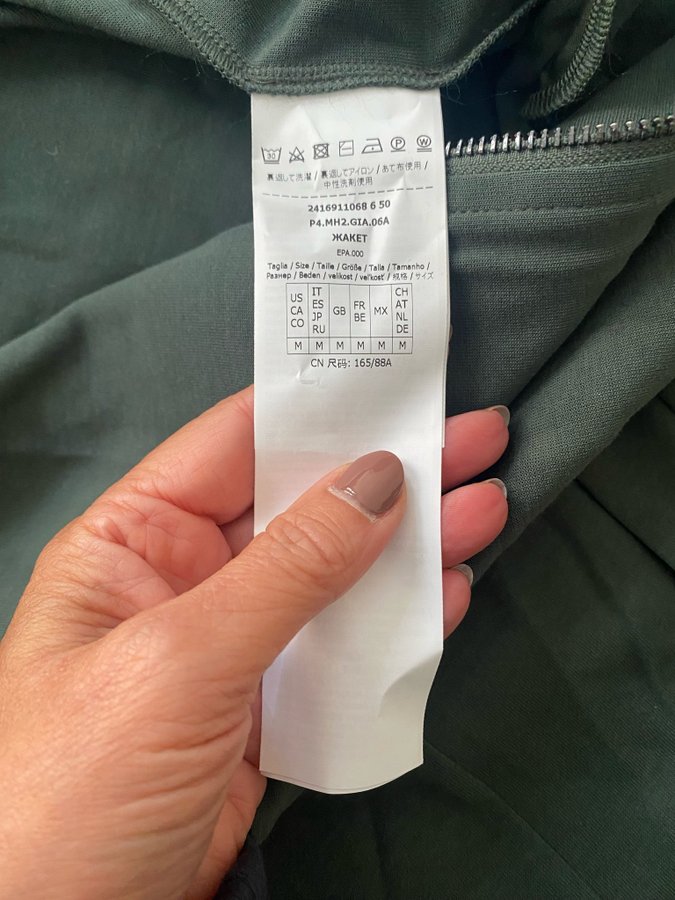 30
裏返して洗濯 / 裏返してアイロン / あて布使用 /
中性洗剤使用
2416911068 6 50
P4.MH2.GIA.06A
ЖАКЕТ
EPA.000
Taglia / Size / Taille / Größe / Talla / Tamanho /
Размер / Beden / velikost / veľkosť / 规格 / サイズ
US CA CO
IT ES JP RU
GB
FR BE
MX
CH AT NL DE
M M M M M M
CN 尺码: 165/88A